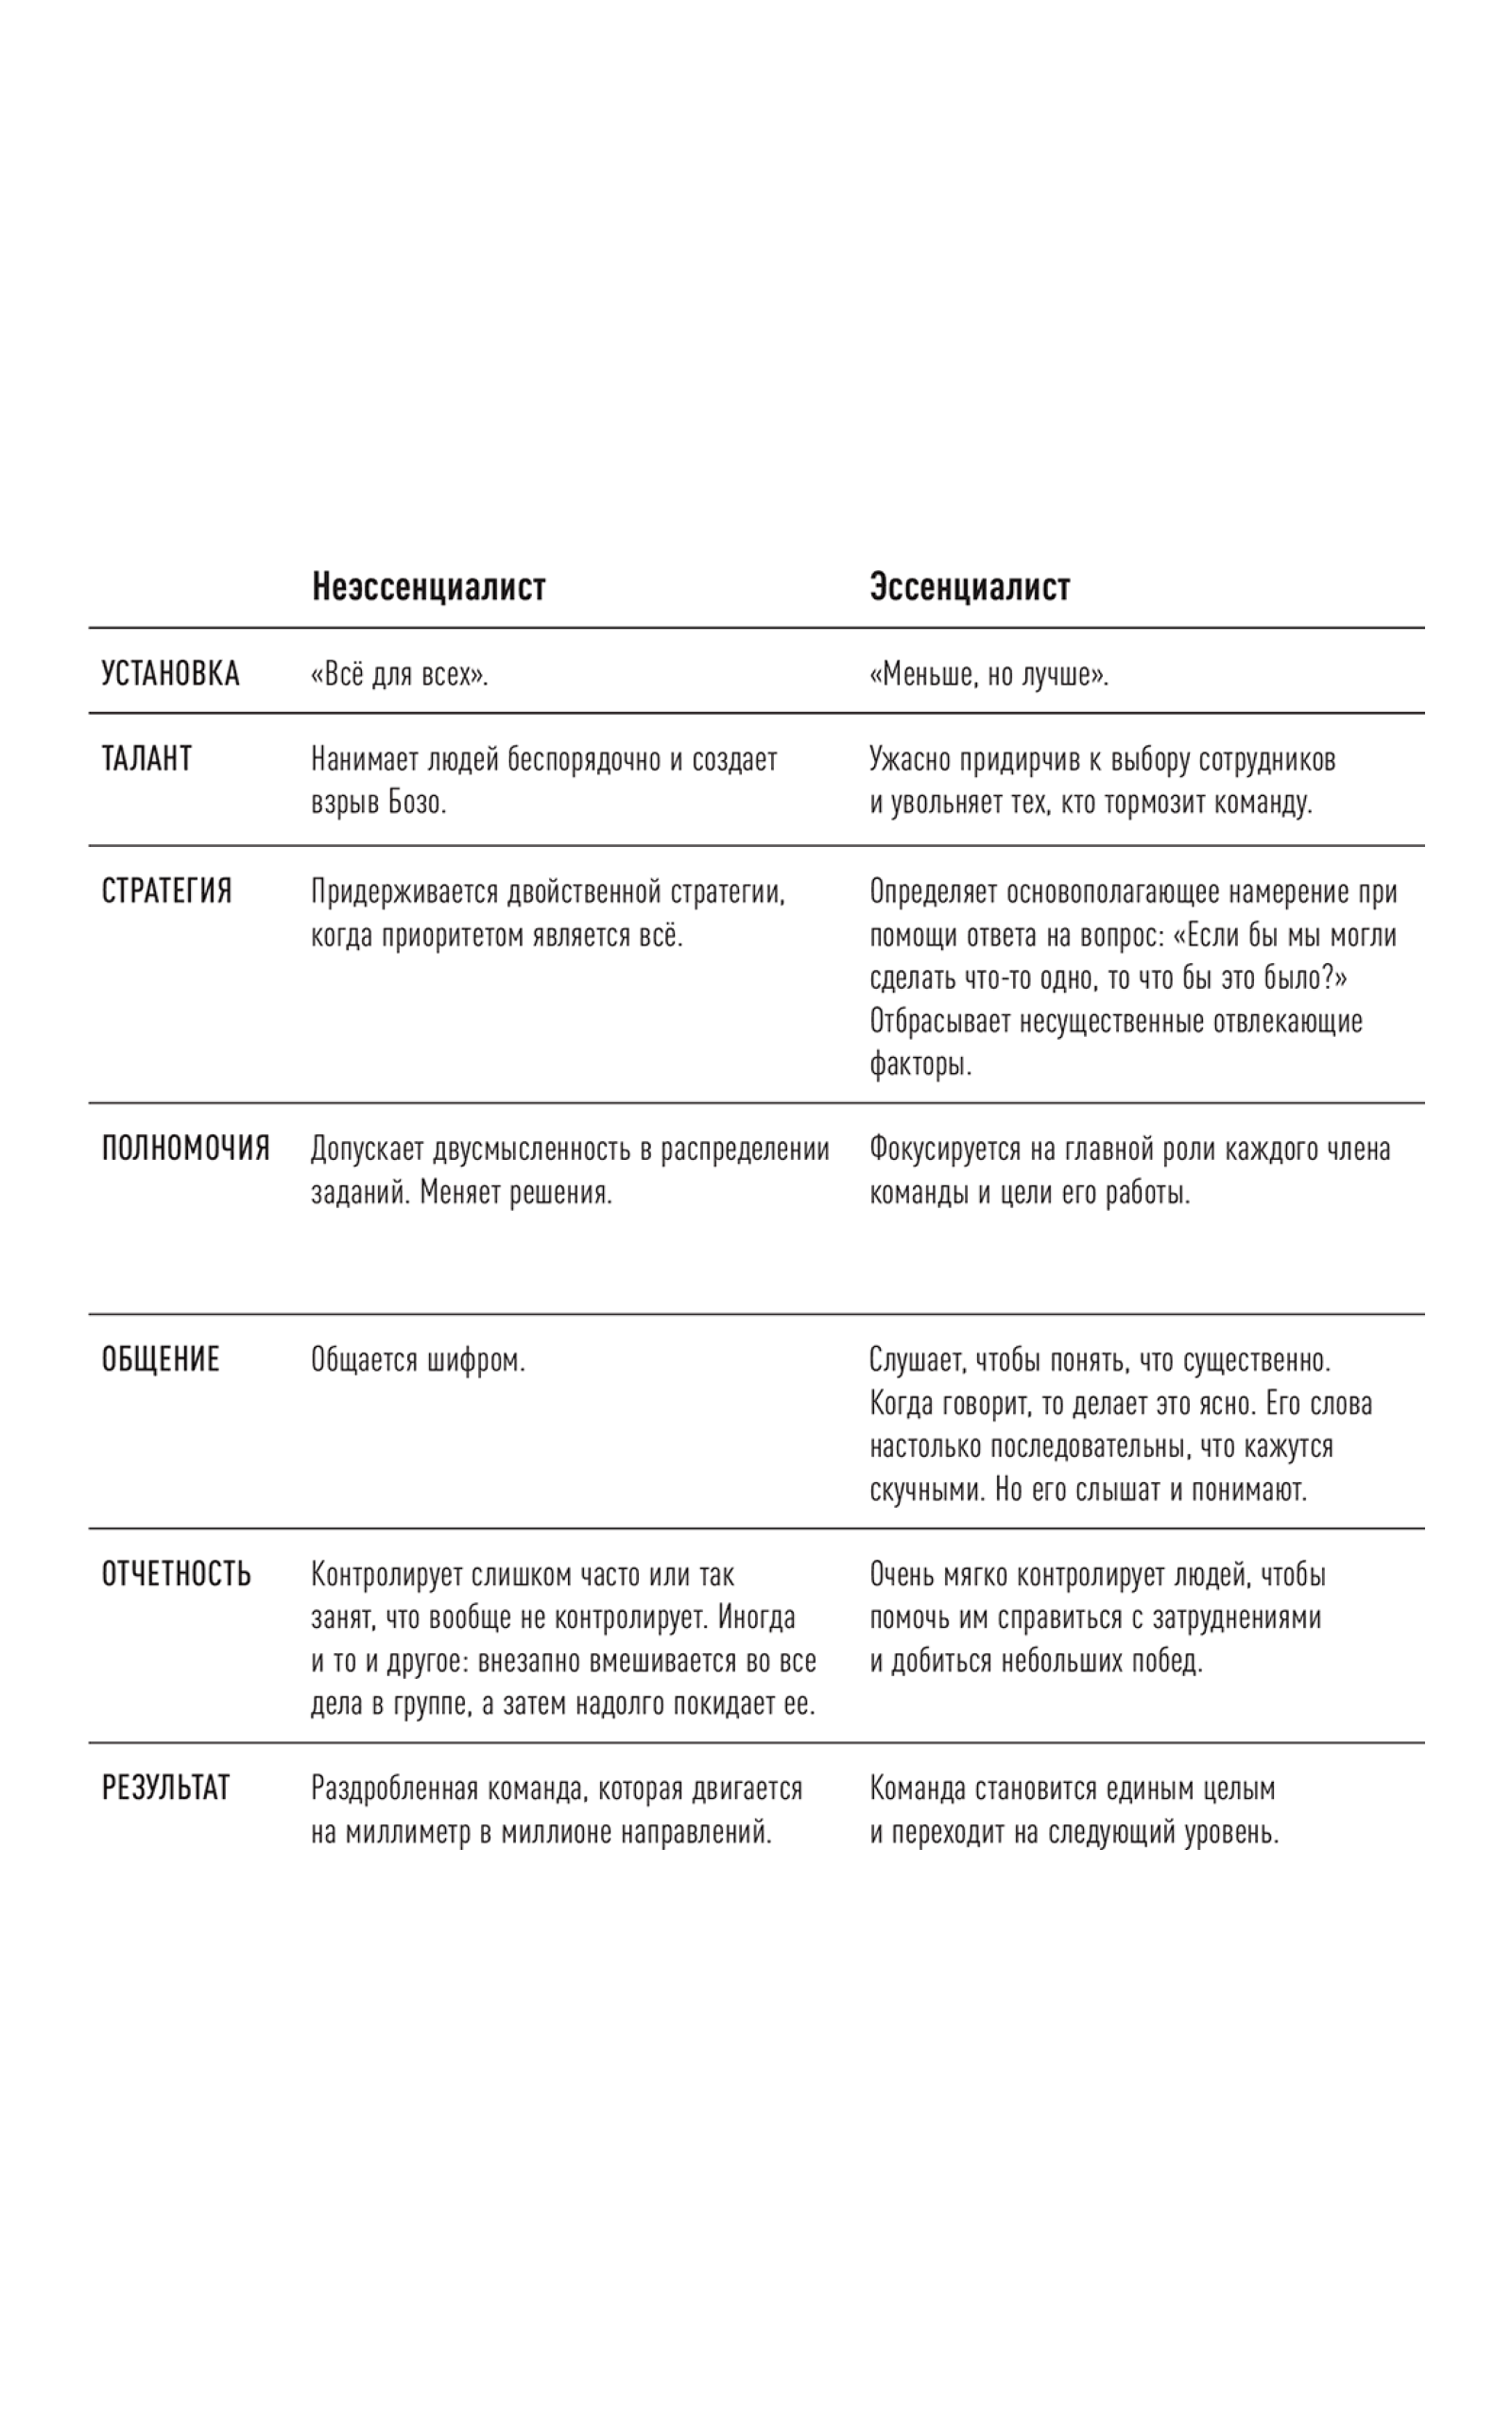 Неэссенциалист Эссенциалист
УСТАНОВКА «Всё для всех». «Меньше, но лучше».
ТАЛАНТ Нанимает людей беспорядочно и создает Ужасно придирчив к выбору сотрудников
взрыв Бозо. и увольняет тех, кто тормозит команду.
СТРАТЕГИЯ Придерживается двойственной стратегии, Определяет основополагающее намерение при
когда приоритетом является всё. помощи ответа на вопрос: «Если бы мы могли
сделать что-то одно, то что бы это было?»
Отбрасывает несущественные отвлекающие
факторы.
ПОЛНОМОЧИЯ Допускает двусмысленность в распределении Фокусируется на главной роли каждого члена
заданий. Меняет решения. команды и цели его работы.
ОБЩЕНИЕ Общается шифром. Слушает, чтобы понять, что существенно.
Когда говорит, то делает это ясно. Его слова
настолько последовательны, что кажутся
скучными. Но его слышат и понимают.
ОТЧЕТНОСТЬ Контролирует слишком часто или так Очень мягко контролирует людей, чтобы
занят, что вообще не контролирует. Иногда помочь им справиться с затруднениями
и то и другое: внезапно вмешивается во все и добиться небольших побед.
дела в группе, а затем надолго покидает ее.
РЕЗУЛЬТАТ Раздробленная команда, которая двигается Команда становится единым целым
на миллиметр в миллионе направлений. и переходит на следующий уровень.